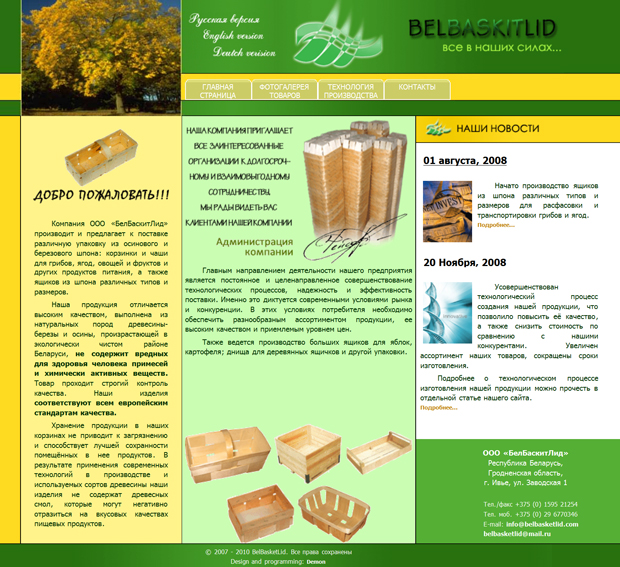 Русская версия
English version
Deutch verision
BELBASKITLID
все в наших силах...
ГЛАВНАЯ
СТРАНИЦА
ФОТОГАЛЕРЕЯ
ТОВАРОВ
ТЕХНОЛОГИЯ
ПРОИЗВОДСТВА
КОНТАКТЫ
ДОБРО ПОЖАЛОВАТЬ!!!
Компания ООО «БелБаскитЛид»
производит и предлагает к поставке
различную упаковку из осинового и
березового шпона: корзинки и чаши
для грибов, ягод, овощей и фруктов и
других продуктов питания, а также
ящиков из шпона различных типов и
размеров.
Наша продукция отличается
высоким качеством, выполнена из
натуральных пород древесины-
березы и осины, произрастающей в
экологически чистом районе
Беларуси, не содержит вредных
для здоровья человека примесей
и химически активных веществ.
Товар проходит строгий контроль
качества. Наши изделия
соответствуют всем европейским
стандартам качества.
Хранение продукции в наших
корзинах не приводит к загрязнению
и способствует лучшей сохранности
помещённых в нее продуктов. В
результате применения современных
технологий в производстве и
используемых сортов древесины наши
изделия не содержат древесных
смол, которые могут негативно
отразиться на вкусовых качествах
пищевых продуктов.
НАША КОМПАНИЯ ПРИГЛАШАЕТ
ВСЕ ЗАИНТЕРЕСОВАННЫЕ
ОРГАНИЗАЦИИ К ДОЛГОСРОЧ-
НОМУ И ВЗАИМОВЫГОДНОМУ
СОТРУДНИЧЕСТВУ.
МЫ РАДЫ ВИДЕТЬ ВАС
КЛИЕНТАМИ НАШЕЙ КОМПАНИИ
Администрация
компании
Главным направлением деятельности нашего предприятия
является постоянное и целенаправленное совершенствование
технологических процессов, надежность и эффективность
поставки. Именно это диктуется современными условиями рынка
и конкуренции. В этих условиях потребителя необходимо
обеспечить разнообразным ассортиментом продукции, ее
высоким качеством и приемлемым уровнем цен.
Также ведется производство больших ящиков для яблок,
картофеля; днища для деревянных ящичков и другой упаковки.
НАШИ НОВОСТИ
01 августа, 2008
Начато производство ящиков
из шпона различных типов и
размеров для расфасовки и
транспортировки грибов и ягод.
Подробнее...
20 Ноября, 2008
Усовершенствован
технологический процесс
создания нашей продукции, что
позволило повысить её качество,
а также снизить стоимость по
сравнению с нашими
конкурентами. Увеличен
ассортимент наших товаров, сокращены сроки
изготовления.
Подробнее о технологическом процессе
изготовления нашей продукции можно прочесть в
отдельной статье нашего сайта.
Подробнее...
ООО «БелБаскитЛид»
Республика Беларусь,
Гродненская область,
г. Ивье, ул. Заводская 1
Тел./факс +375 (0) 1595 21254
Тел. моб. +375 (0) 29 6770346
E-mail: info@belbasketlid.com
belbasketlid@mail.ru
© 2007 - 2010 BelBasketLid. Все права сохранены
Design and programming: Demon